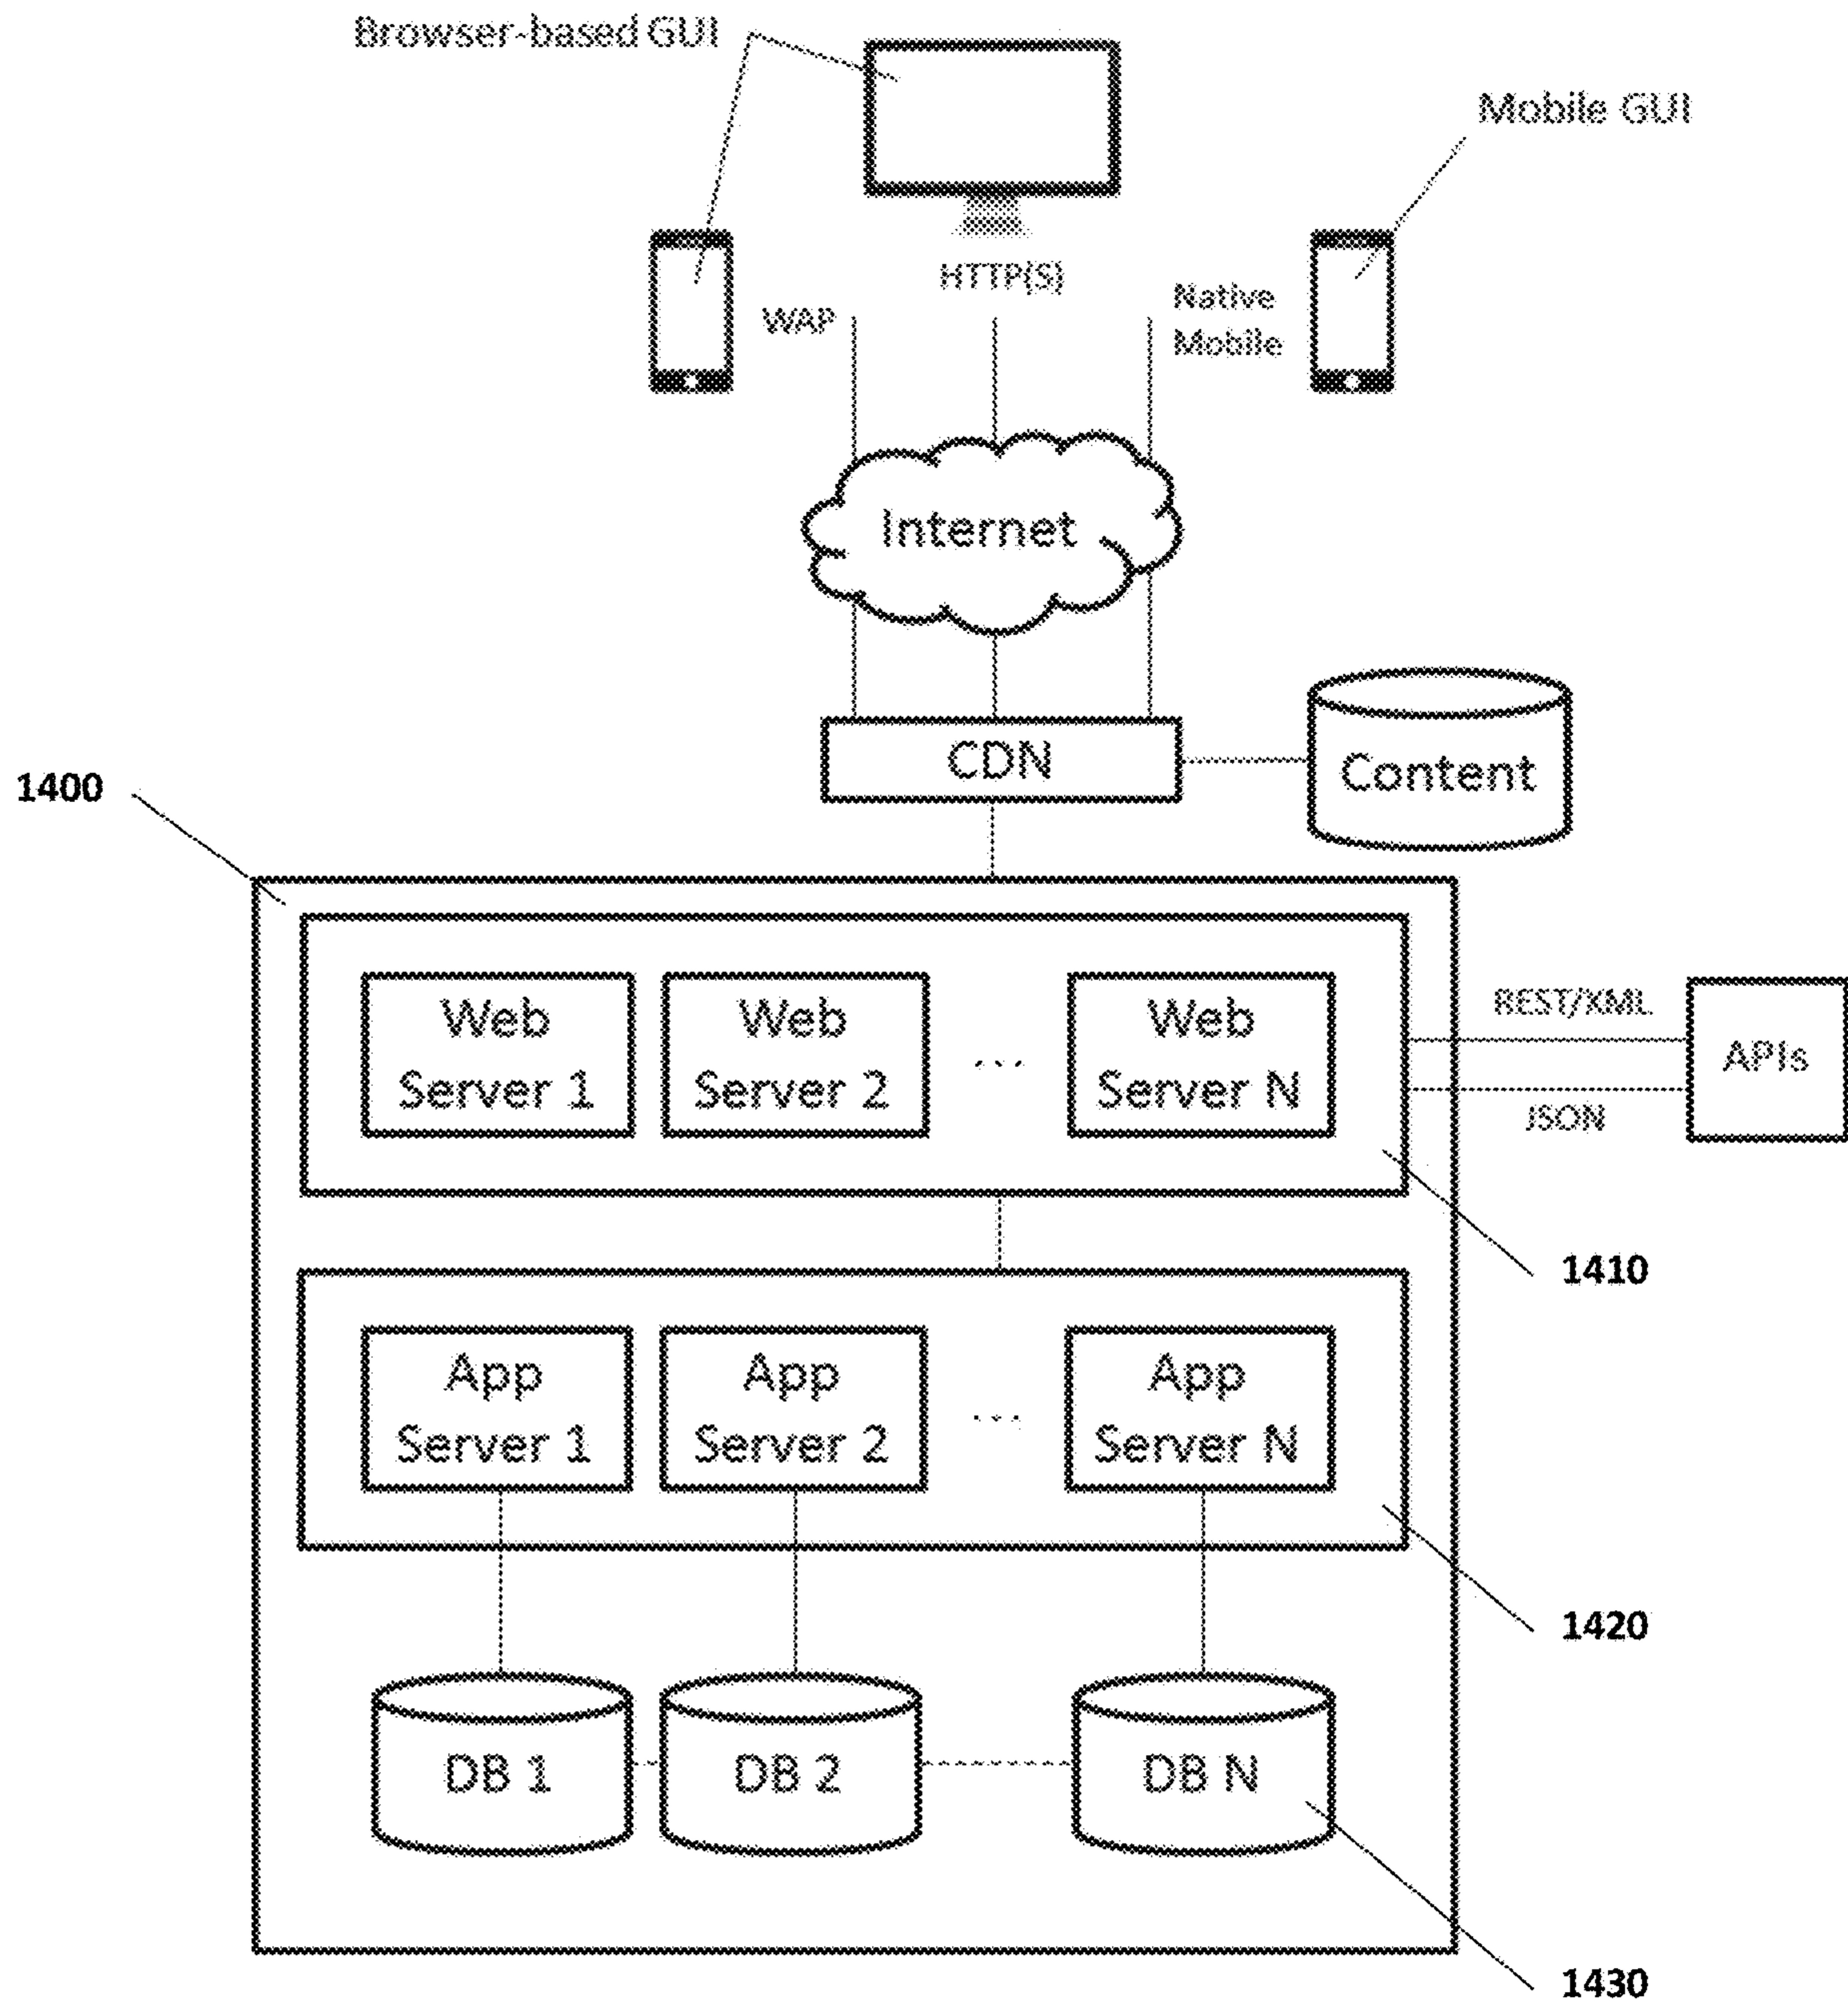 Browser-based GUI
Mobile GUI
HTTP(S)
WAP
Native
Mobile
Internet
CDN
Content
1400
Web
Server 1
Web
Server 2
...
Web
Server N
REST/XML
APIs
JSON
1410
App
Server 1
App
Server 2
...
App
Server N
1420
DB 1
DB 2
DB N
1430